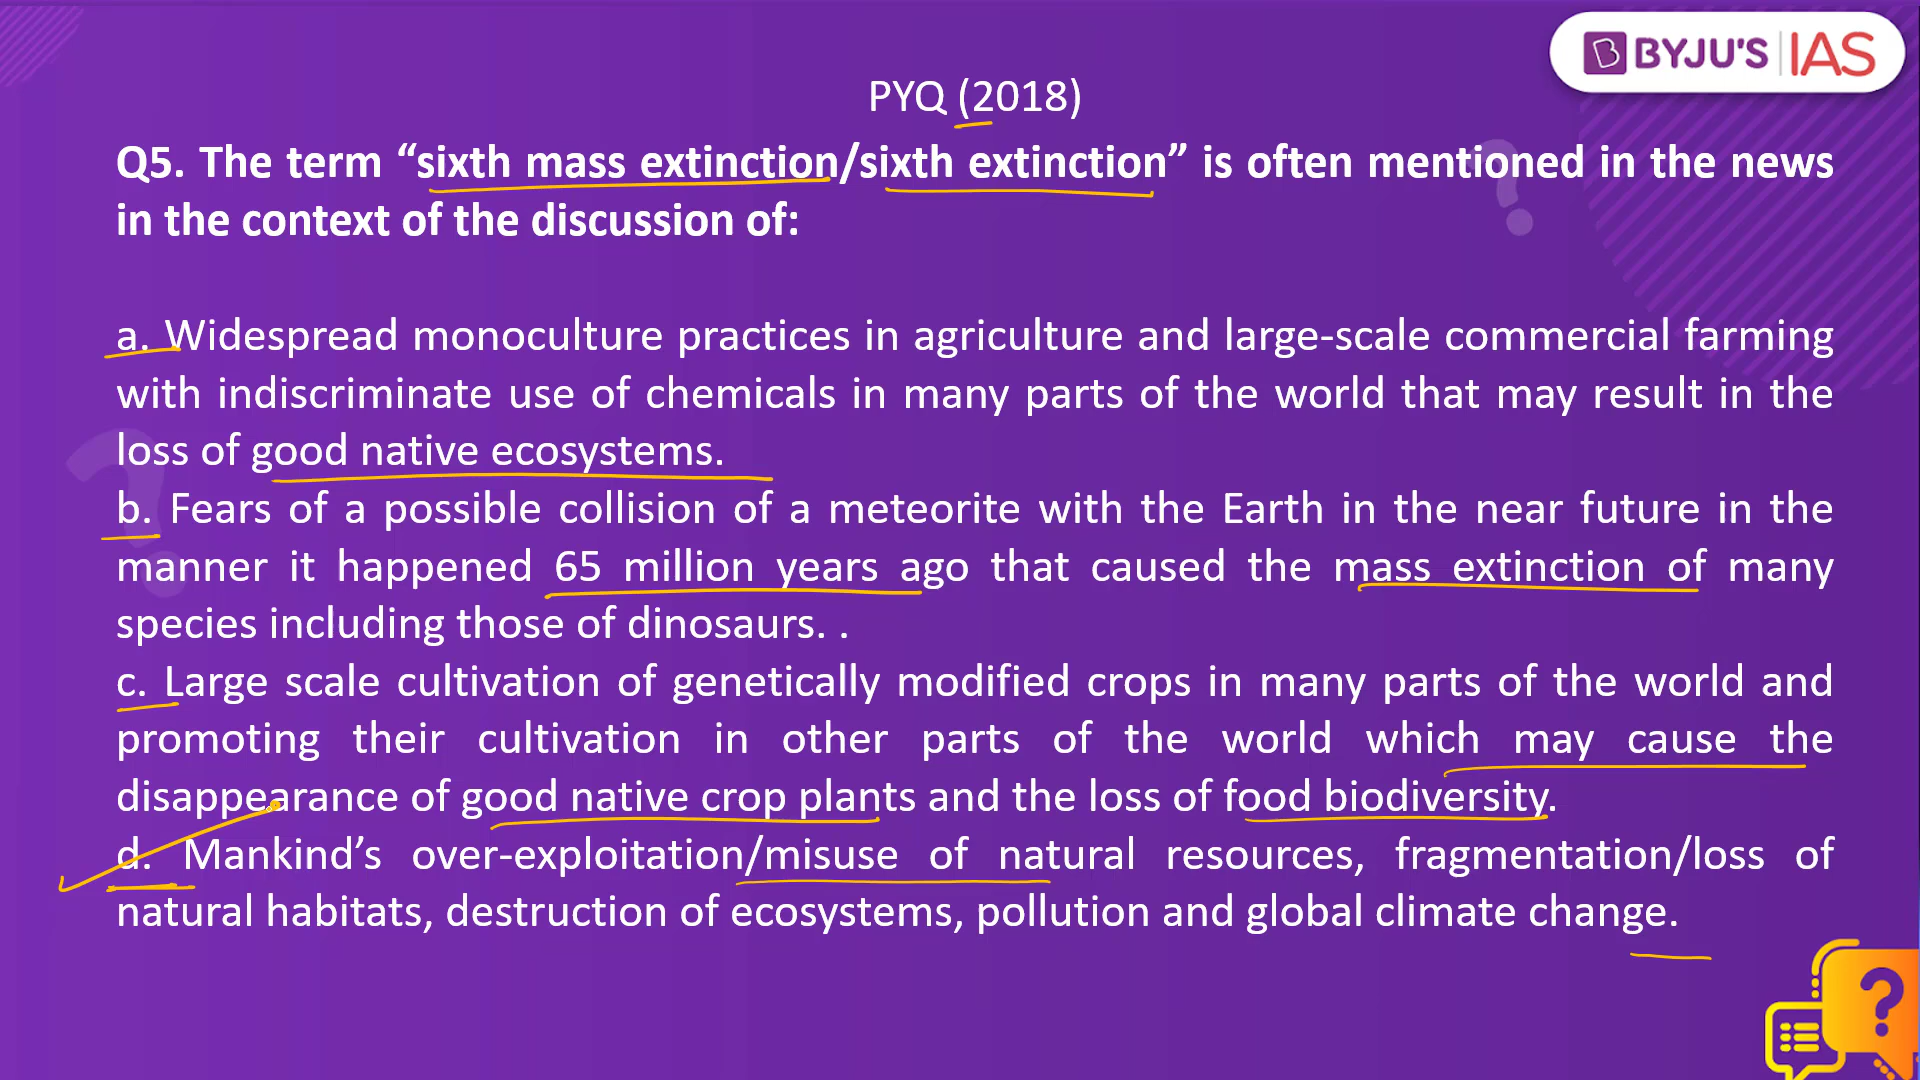 BYJU'S IAS
PYQ (2018)
Q5. The term “sixth mass extinction/sixth extinction” is often mentioned in the news
in the context of the discussion of:
a. Widespread monoculture practices in agriculture and large-scale commercial farming
with indiscriminate use of chemicals in many parts of the world that may result in the
loss of good native ecosystems.
b. Fears of a possible collision of a meteorite with the Earth in the near future in the
manner it happened 65 million years ago that caused the mass extinction of many
species including those of dinosaurs. .
c. Large scale cultivation of genetically modified crops in many parts of the world and
promoting their cultivation in other parts of the world which may cause the
disappearance of good native crop plants and the loss of food biodiversity.
d. Mankind’s over-exploitation/misuse of natural resources, fragmentation/loss of
natural habitats, destruction of ecosystems, pollution and global climate change.